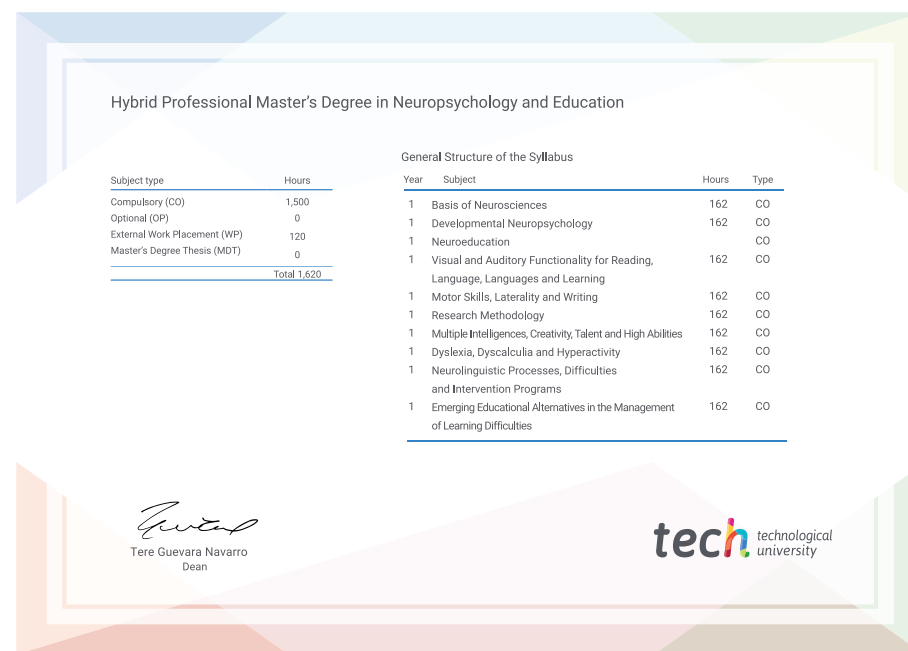 Hybrid Professional Master's Degree in Neuropsychology and Education
Subject type Hours
Compulsory (CO) 1,500
Optional (OP) 0
External Work Placement (WP) 120
Master's Degree Thesis (MDT) 0
Total 1,620
General Structure of the Syllabus
Year Subject Hours Type
1 Basis of Neurosciences 162 CO
1 Developmental Neuropsychology 162 CO
1 Neuroeducation CO
1 Visual and Auditory Functionality for Reading, 162 CO
Language, Languages and Learning
1 Motor Skills, Laterality and Writing 162 CO
1 Research Methodology 162 CO
1 Multiple Intelligences, Creativity, Talent and High Abilities 162 CO
1 Dyslexia, Dyscalculia and Hyperactivity 162 CO
1 Neurolinguistic Processes, Difficulties 162 CO
and Intervention Programs
1 Emerging Educational Alternatives in the Management 162 CO
of Learning Difficulties
Tere Guevara Navarro
Dean
tech technological
university